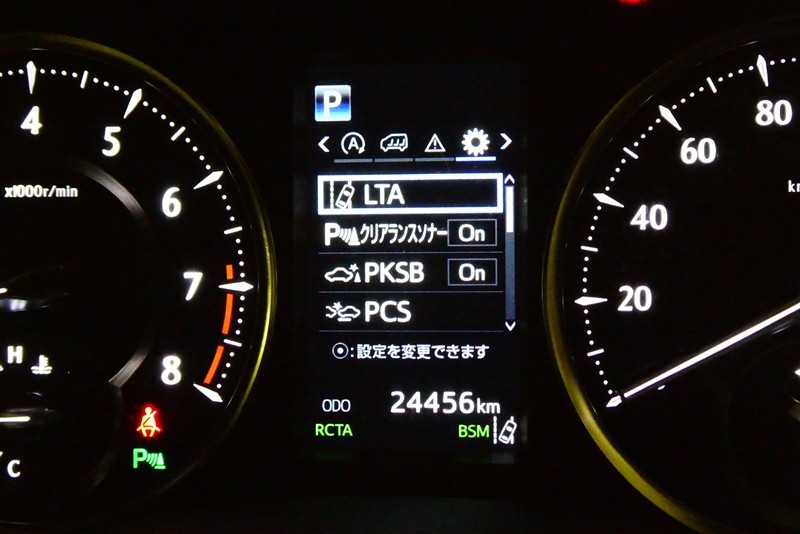 P
A
LTA
P クリアランスソナー On
PKSB On
PCS
:設定を変更できます
ODO 24456km
RCTA BSM
4
5
6
7
8
x1000r/min
H
C
P
20
40
60
80